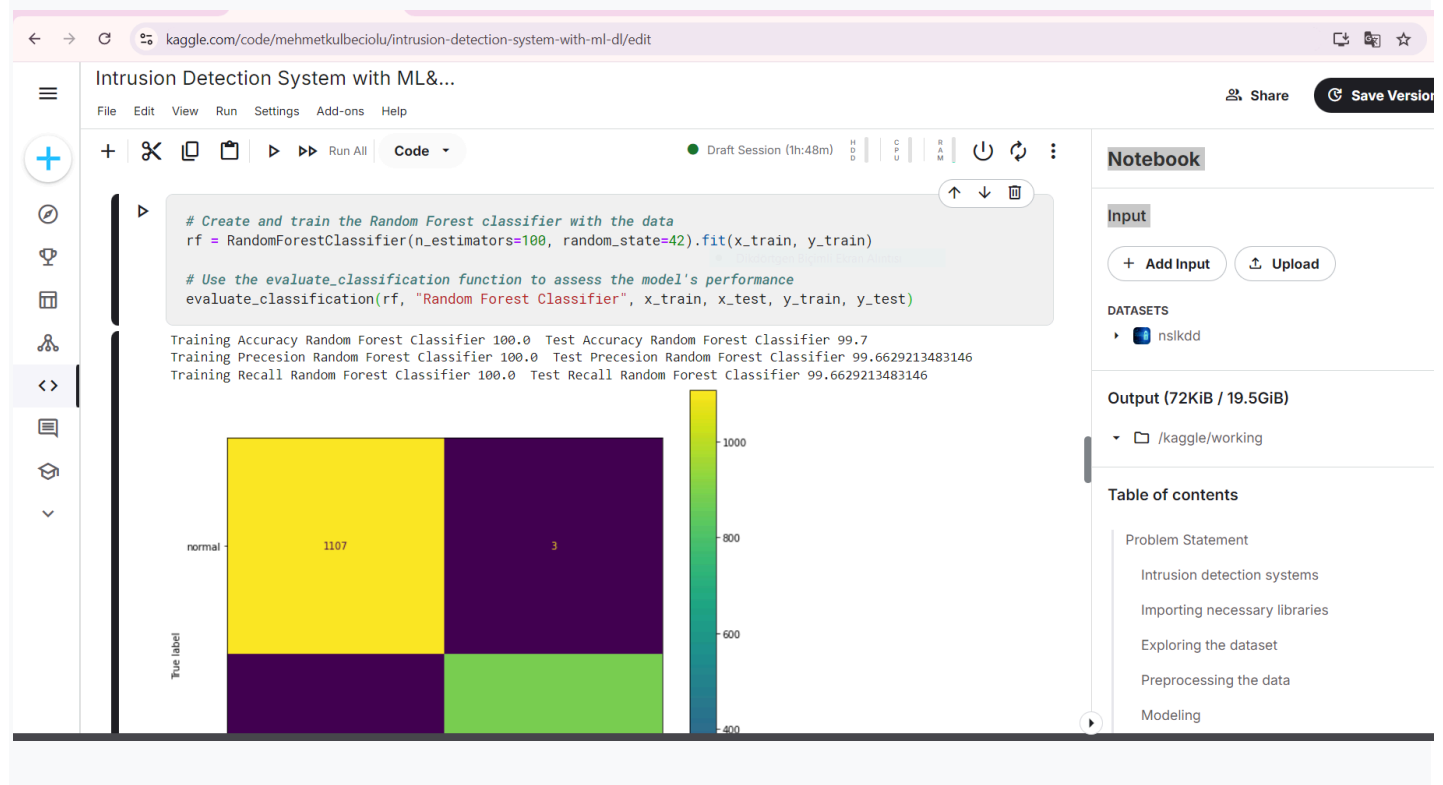 kaggle.com/code/mehmetkulbeciolu/intrusion-detection-system-with-ml-dl/edit
Intrusion Detection System with ML&...
File Edit View Run Settings Add-ons Help
Share
Save Version
Run All
Code
Draft Session (1h:48m)
HDD
CPU
RAM
# Create and train the Random Forest classifier with the data
rf = RandomForestClassifier(n_estimators=100, random_state=42).fit(x_train, y_train)
# Use the evaluate_classification function to assess the model's performance
evaluate_classification(rf, "Random Forest Classifier", x_train, x_test, y_train, y_test)
Training Accuracy Random Forest Classifier 100.0 Test Accuracy Random Forest Classifier 99.7
Training Precesion Random Forest Classifier 100.0 Test Precesion Random Forest Classifier 99.6629213483146
Training Recall Random Forest Classifier 100.0 Test Recall Random Forest Classifier 99.6629213483146
1000
800
600
400
normal
1107
3
True label
Notebook
Input
+ Add Input
Upload
DATASETS
nslkdd
Output (72KiB / 19.5GiB)
/kaggle/working
Table of contents
Problem Statement
Intrusion detection systems
Importing necessary libraries
Exploring the dataset
Preprocessing the data
Modeling